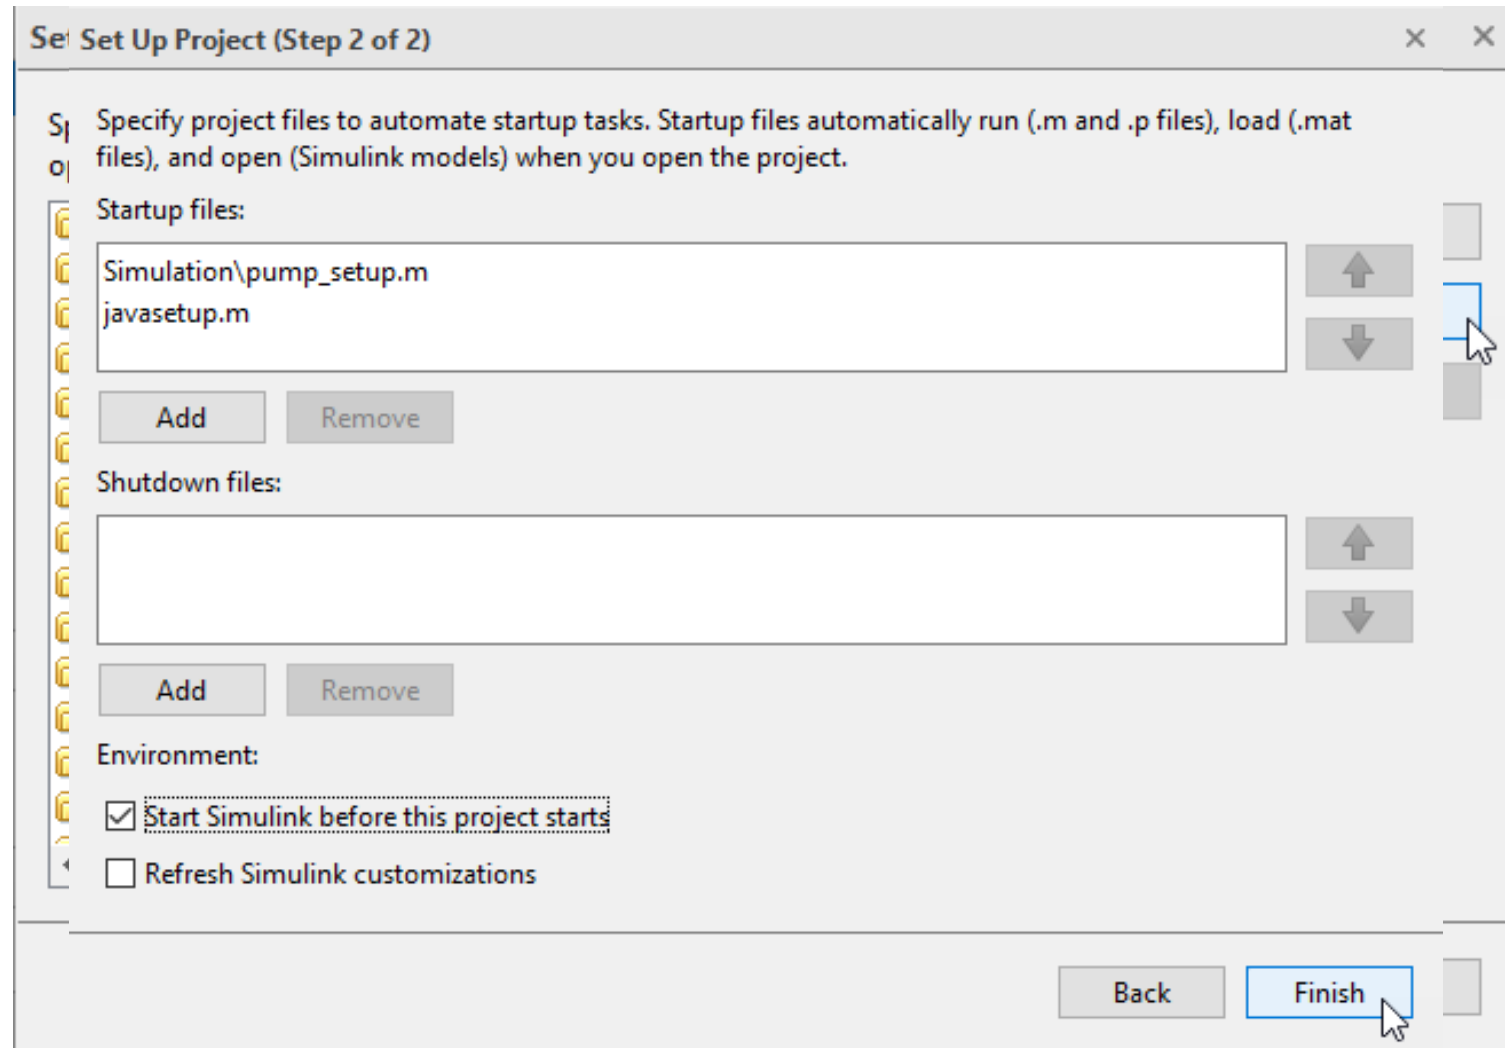 Set Up Project (Step 2 of 2)
Specify project files to automate startup tasks. Startup files automatically run (.m and .p files), load (.mat
files), and open (Simulink models) when you open the project.
Startup files:
Simulation\pump_setup.m
javasetup.m
Add Remove
Shutdown files:
Add Remove
Environment:
Start Simulink before this project starts
Refresh Simulink customizations
Back Finish